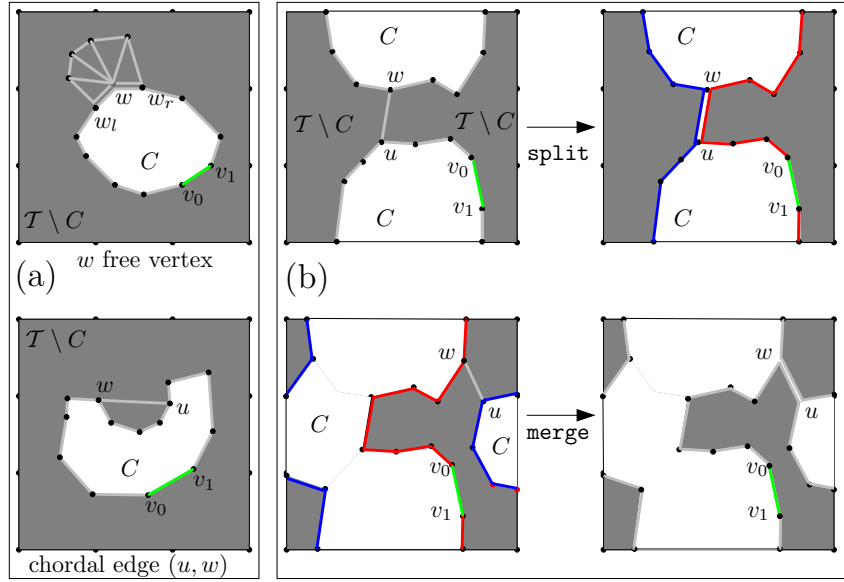 w
w_r
w_l
C
v_1
v_0
𝒯 \ C
w free vertex
(a)
𝒯 \ C
w
u
C
v_1
v_0
chordal edge (u, w)
C
w
𝒯 \ C
𝒯 \ C
u
v_0
v_1
C
(b)
split
C
w
u
v_0
v_1
C
w
u
C
C
v_0
v_1
merge
w
u
v_0
v_1